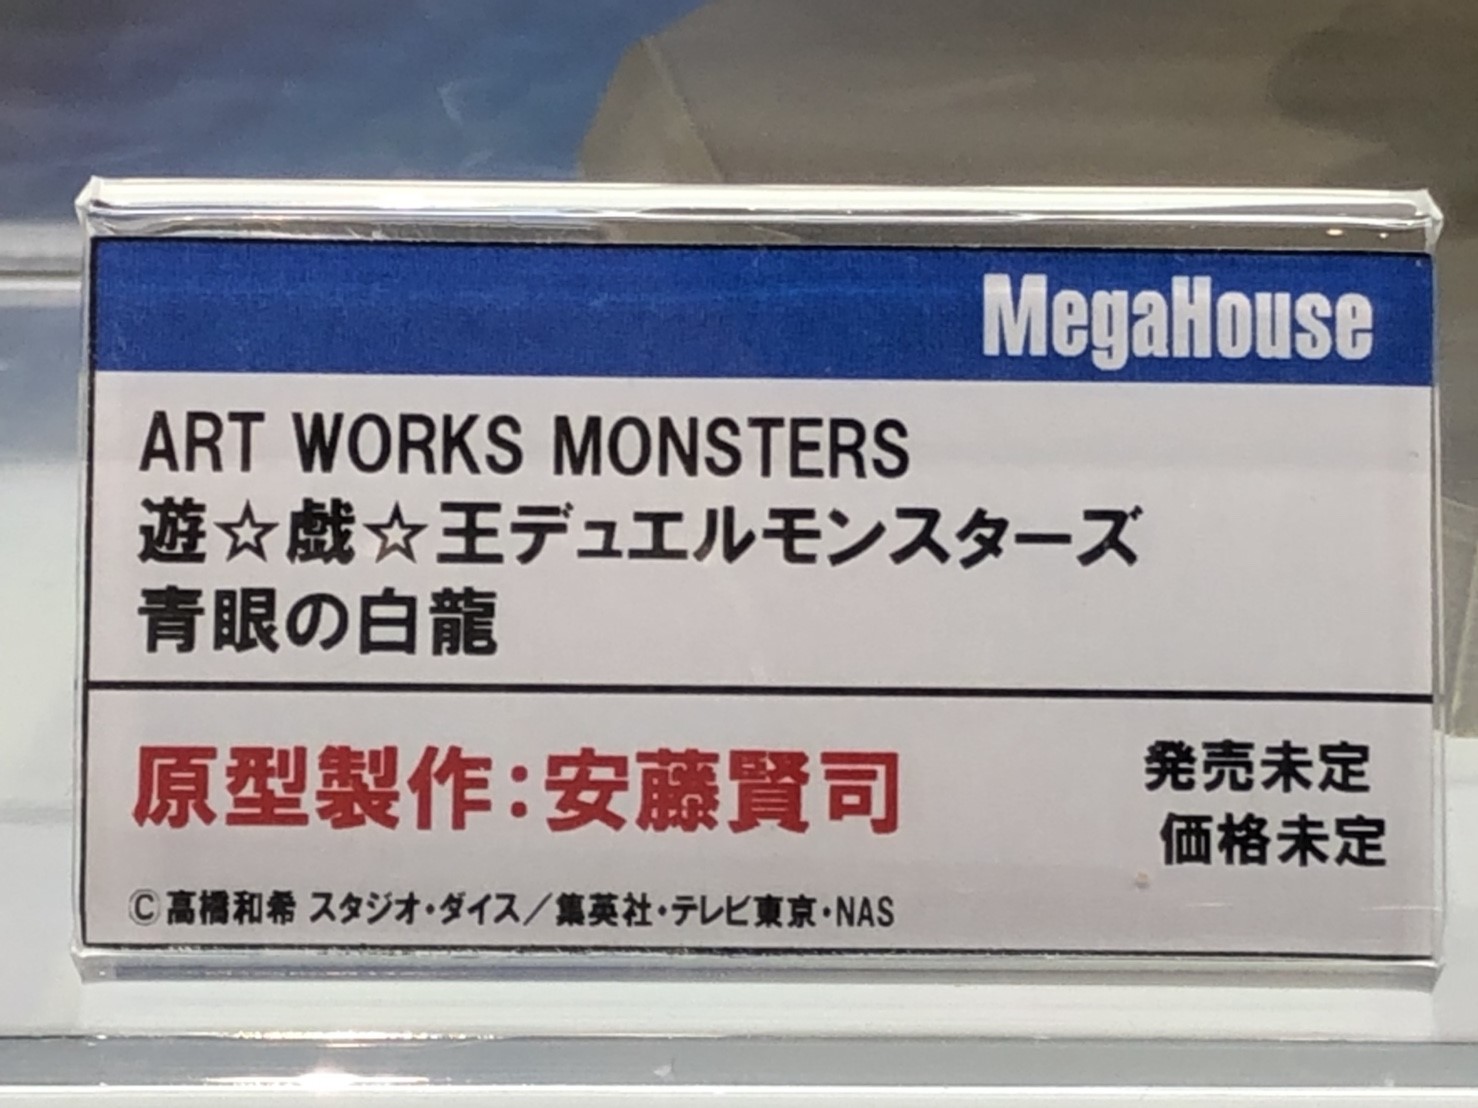 MegaHouse
ART WORKS MONSTERS
遊☆戯☆王デュエルモンスターズ
青眼の白龍
原型製作:安藤賢司
発売未定
価格未定
©高橋和希 スタジオ・ダイス／集英社・テレビ東京・NAS